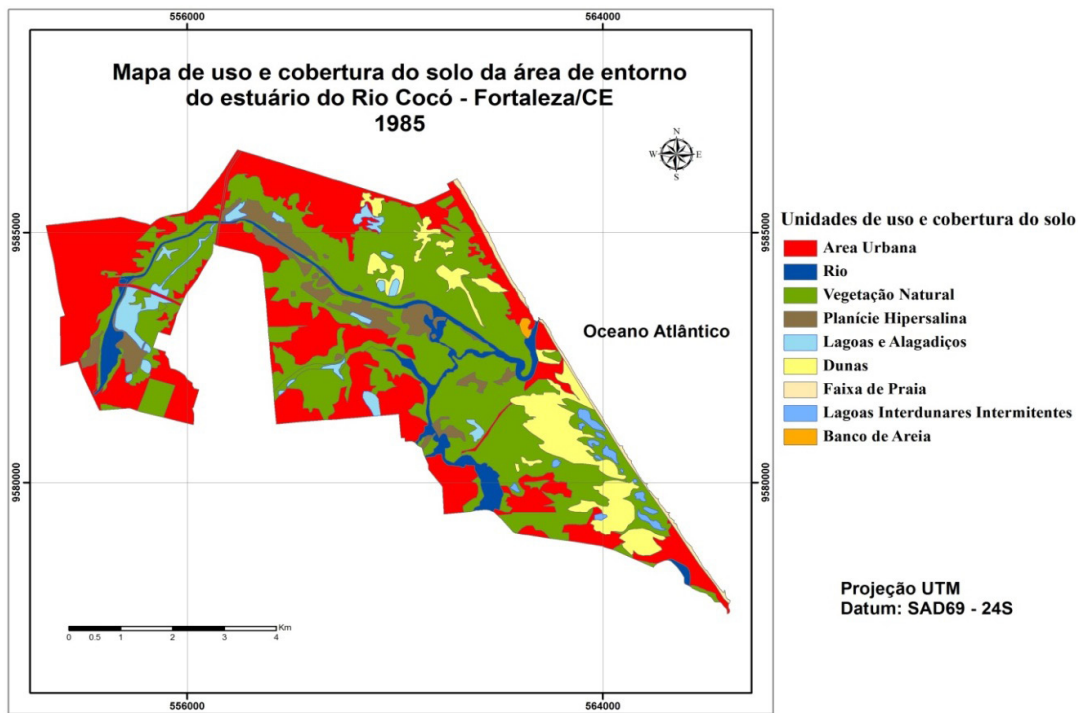 556000
564000
Mapa de uso e cobertura do solo da área de entorno
do estuário do Rio Cocó - Fortaleza/CE
1985
N
W
E
S
9585000
9585000
Unidades de uso e cobertura do solo
Area Urbana
Rio
Vegetação Natural
Planície Hipersalina
Lagoas e Alagadiços
Dunas
Faixa de Praia
Lagoas Interdunares Intermitentes
Banco de Areia
Oceano Atlântico
9580000
9580000
Projeção UTM
Datum: SAD69 - 24S
Km
0 0.5 1 2 3 4
556000
564000